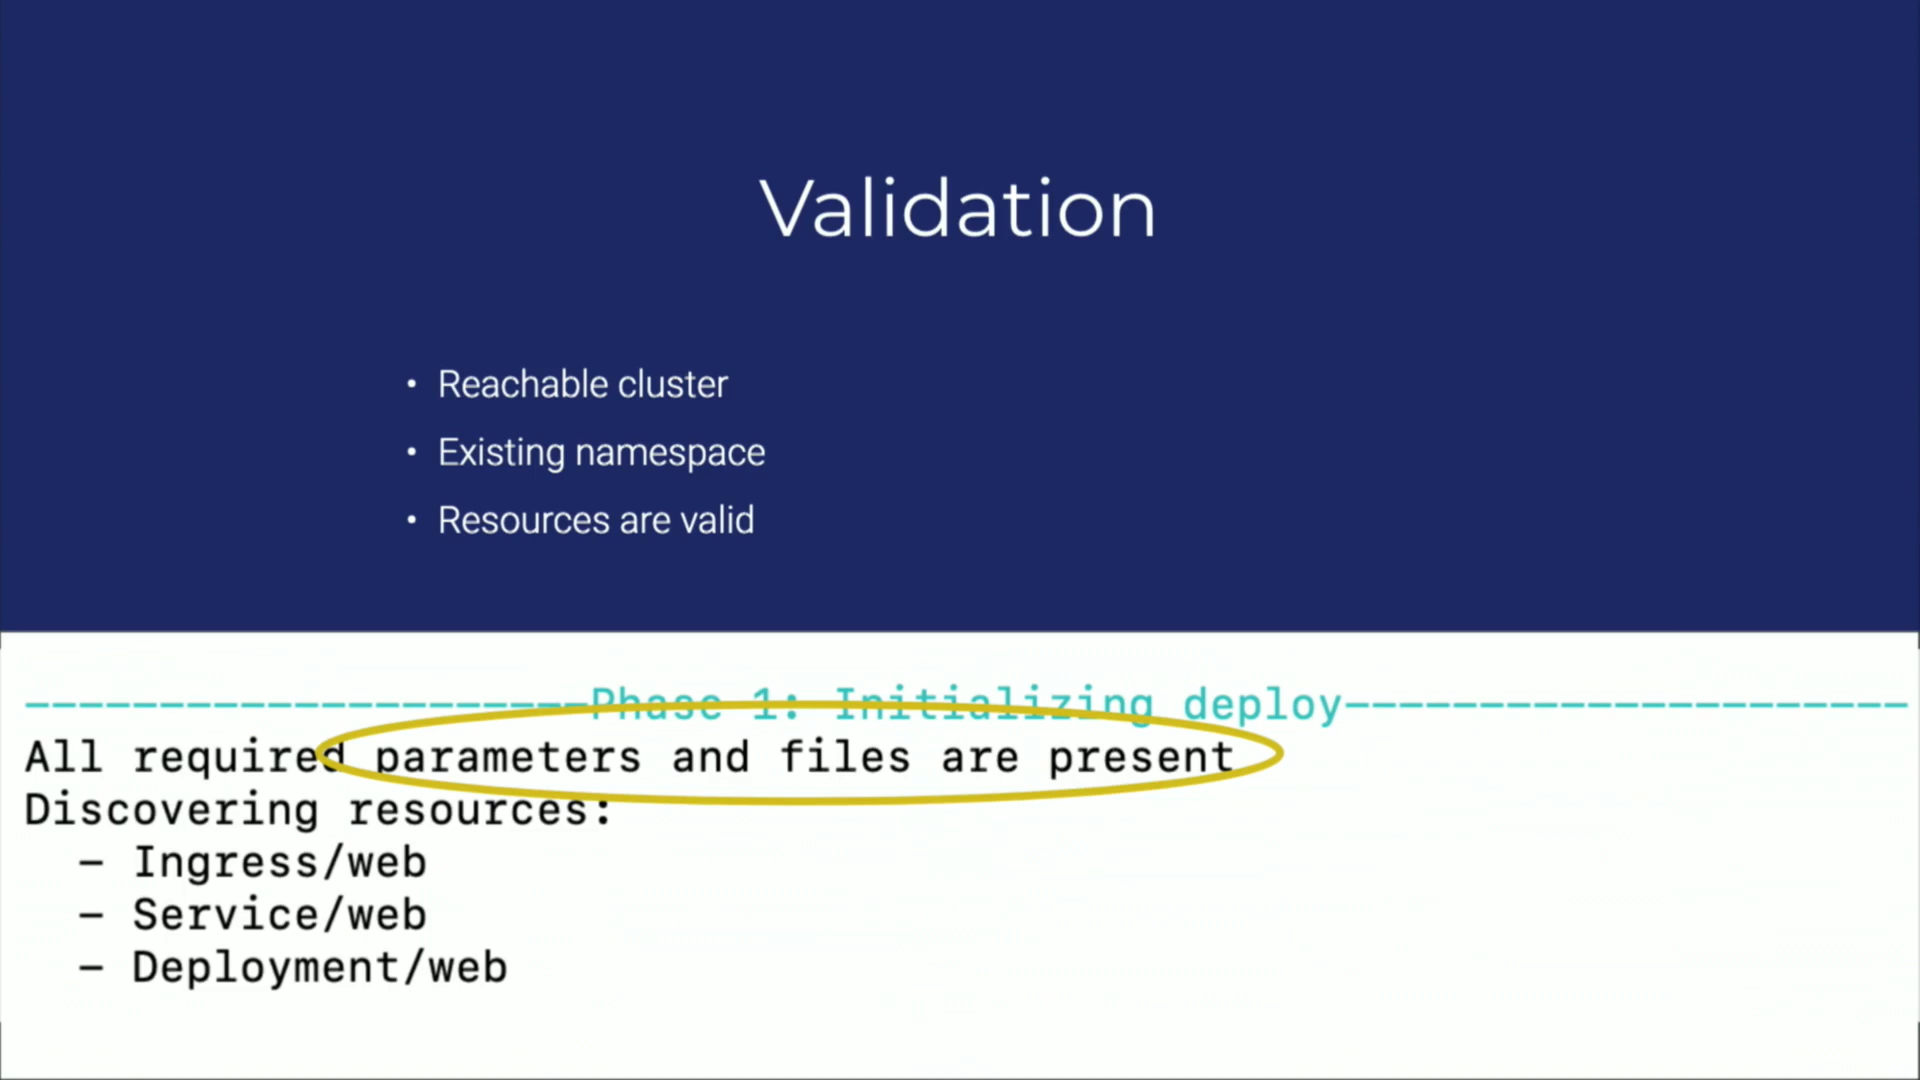 Validation
• Reachable cluster
• Existing namespace
• Resources are valid
---------------------Phase 1: Initializing deploy---------------------
All required parameters and files are present
Discovering resources:
  - Ingress/web
  - Service/web
  - Deployment/web